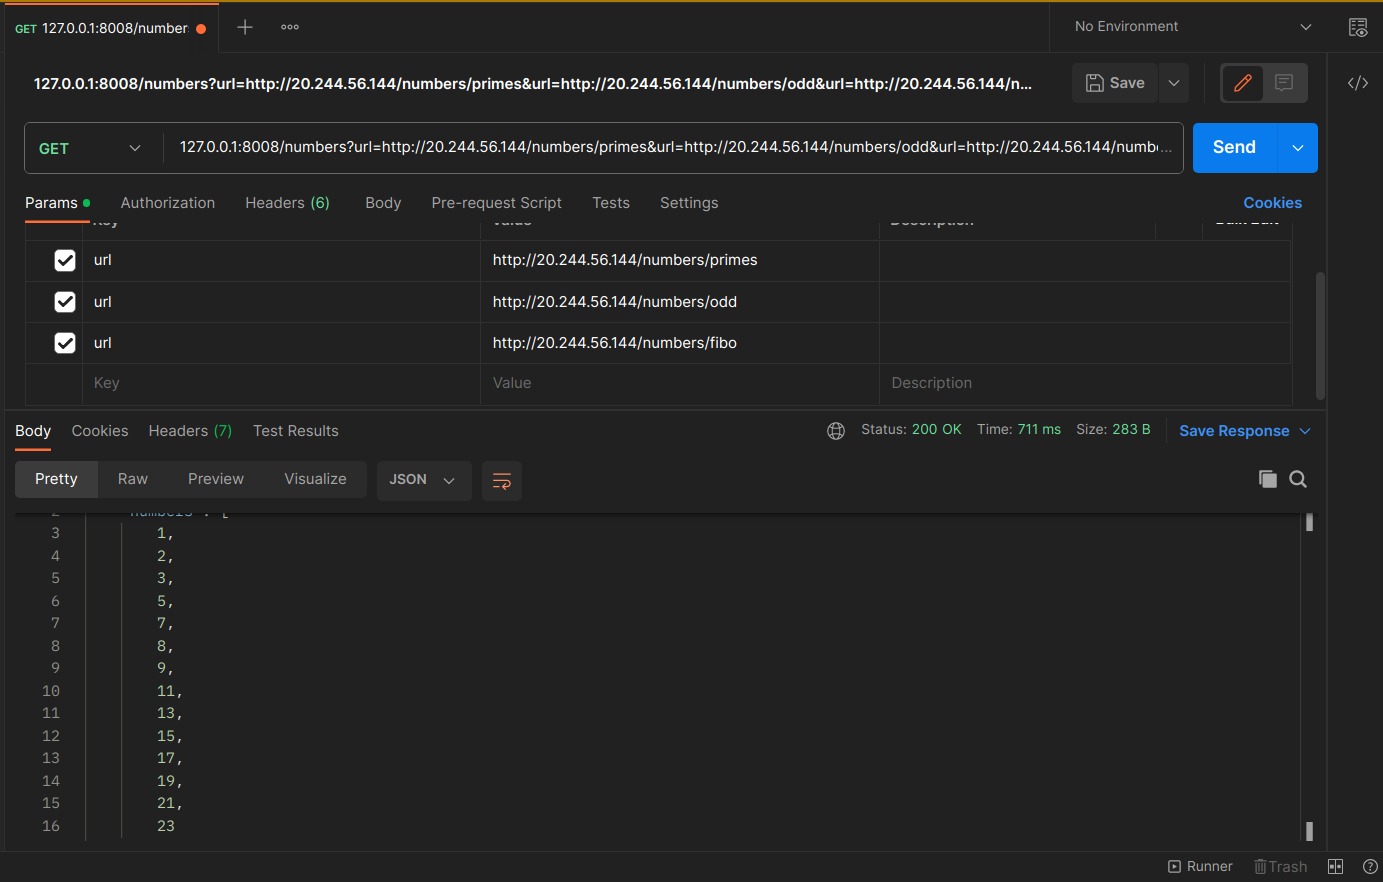 GET 127.0.0.1:8008/number
No Environment
127.0.0.1:8008/numbers?url=http://20.244.56.144/numbers/primes&url=http://20.244.56.144/numbers/odd&url=http://20.244.56.144/n...
Save
GET 127.0.0.1:8008/numbers?url=http://20.244.56.144/numbers/primes&url=http://20.244.56.144/numbers/odd&url=http://20.244.56.144/numb...
Send
Params Authorization Headers (6) Body Pre-request Script Tests Settings Cookies
Key Value Description Bulk Edit
url http://20.244.56.144/numbers/primes
url http://20.244.56.144/numbers/odd
url http://20.244.56.144/numbers/fibo
Key Value Description
Body Cookies Headers (7) Test Results Status: 200 OK Time: 711 ms Size: 283 B Save Response
Pretty Raw Preview Visualize JSON
2 "numbers": [
3 1,
4 2,
5 3,
6 5,
7 7,
8 8,
9 9,
10 11,
11 13,
12 15,
13 17,
14 19,
15 21,
16 23
Runner Trash